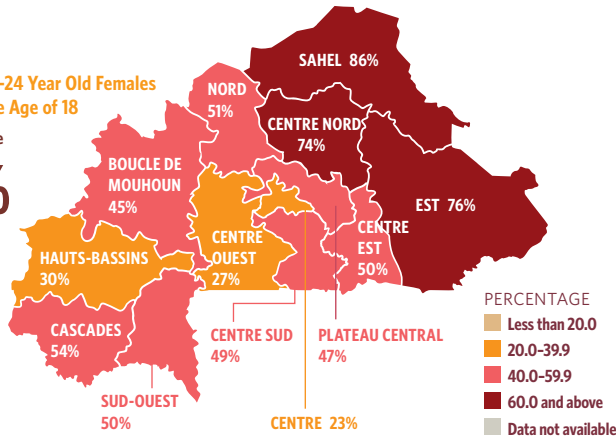 -24 Year Old Females
e Age of 18
e
SAHEL 86%
NORD
51%
CENTRE NORD
74%
BOUCLE DE
MOUHOUN
45%
EST 76%
CENTRE
EST
50%
CENTRE
OUEST
27%
HAUTS-BASSINS
30%
CASCADES
54%
CENTRE SUD
49%
PLATEAU CENTRAL
47%
SUD-OUEST
50%
CENTRE 23%
PERCENTAGE
Less than 20.0
20.0–39.9
40.0–59.9
60.0 and above
Data not available